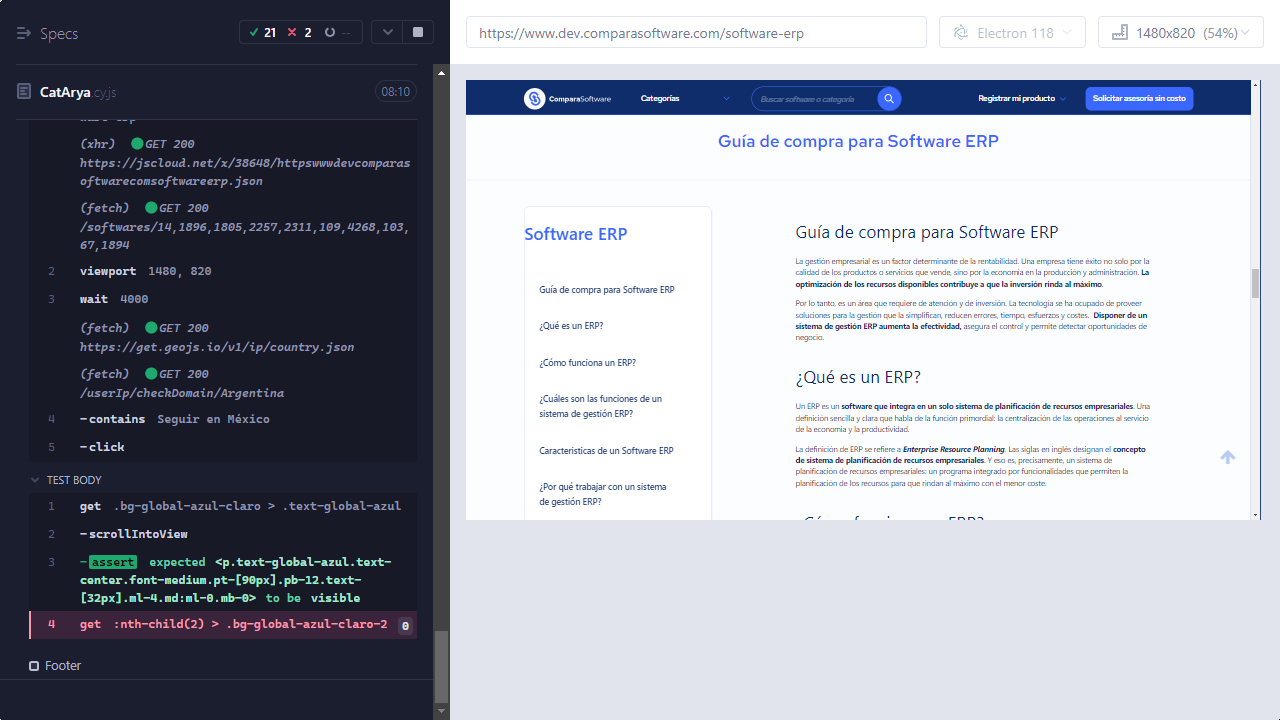 Specs
21 2 --
CatArya.cy.js
08:10
(xhr) GET 200
https://jscloud.net/x/38648/httpswwwdevcomparas
oftwarecomsoftwareerp.json
(fetch) GET 200
/softwares/14,1896,1805,2257,2311,109,4268,103,
67,1894
2 viewport 1480, 820
3 wait 4000
(fetch) GET 200
https://get.geojs.io/v1/ip/country.json
(fetch) GET 200
/userIp/checkDomain/Argentina
4 -contains Seguir en México
5 -click
TEST BODY
1 get .bg-global-azul-claro > .text-global-azul
2 -scrollIntoView
3 -assert expected <p.text-global-azul.text-
center.font-medium.pt-[90px].pb-12.text-
[32px].ml-4.md:ml-0.mb-0> to be visible
4 get :nth-child(2) > .bg-global-azul-claro-2 0
Footer
https://www.dev.comparasoftware.com/software-erp
Electron 118
1480x820 (54%)
ComparaSoftware
Categorías
Buscar software o categoría
Registrar mi producto
Solicitar asesoría sin costo
Guía de compra para Software ERP
Software ERP
Guía de compra para Software ERP
¿Qué es un ERP?
¿Cómo funciona un ERP?
¿Cuáles son las funciones de un
sistema de gestión ERP?
Características de un Software ERP
¿Por qué trabajar con un sistema
de gestión ERP?
Guía de compra para Software ERP
La gestión empresarial es un factor determinante de la rentabilidad. Una empresa tiene éxito no solo por la
calidad de los productos o servicios que vende, sino por la economía en la producción y administración. La
optimización de los recursos disponibles contribuye a que la inversión rinda al máximo.
Por lo tanto, es un área que requiere de atención y de inversión. La tecnología se ha ocupado de proveer
soluciones para la gestión que la simplifican, reducen errores, tiempo, esfuerzos y costes. Disponer de un
sistema de gestión ERP aumenta la efectividad, asegura el control y permite detectar oportunidades de
negocio.
¿Qué es un ERP?
Un ERP es un software que integra en un solo sistema de planificación de recursos empresariales. Una
definición sencilla y clara que habla de la función primordial: la centralización de las operaciones al servicio
de la economía y la productividad.
La definición de ERP se refiere a Enterprise Resource Planning. Las siglas en inglés designan el concepto
de sistema de planificación de recursos empresariales. Y eso es, precisamente, un sistema de
planificación de recursos empresariales: un programa integrado por funcionalidades que permiten la
planificación de los recursos para que rindan al máximo con el menor coste.